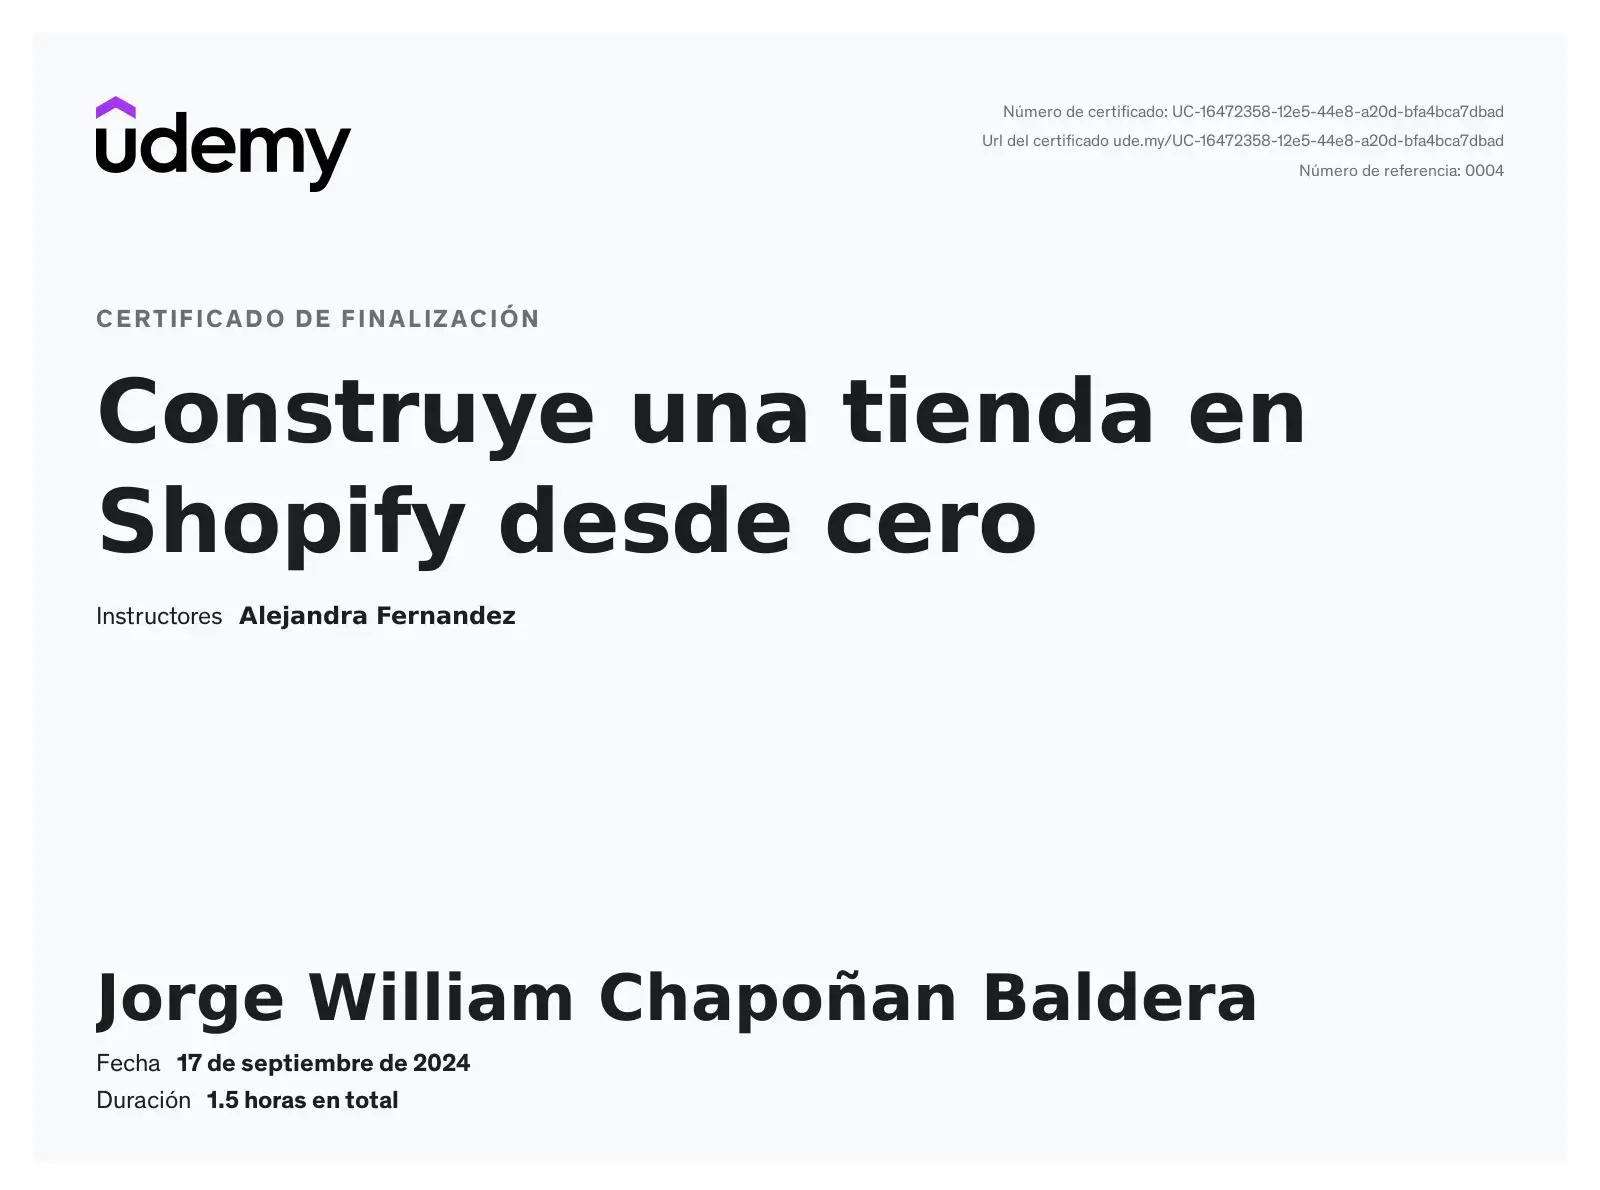 udemy
Número de certificado: UC-16472358-12e5-44e8-a20d-bfa4bca7dbad
Url del certificado ude.my/UC-16472358-12e5-44e8-a20d-bfa4bca7dbad
Número de referencia: 0004
CERTIFICADO DE FINALIZACIÓN
Construye una tienda en
Shopify desde cero
Instructores Alejandra Fernandez
Jorge William Chapoñan Baldera
Fecha 17 de septiembre de 2024
Duración 1.5 horas en total